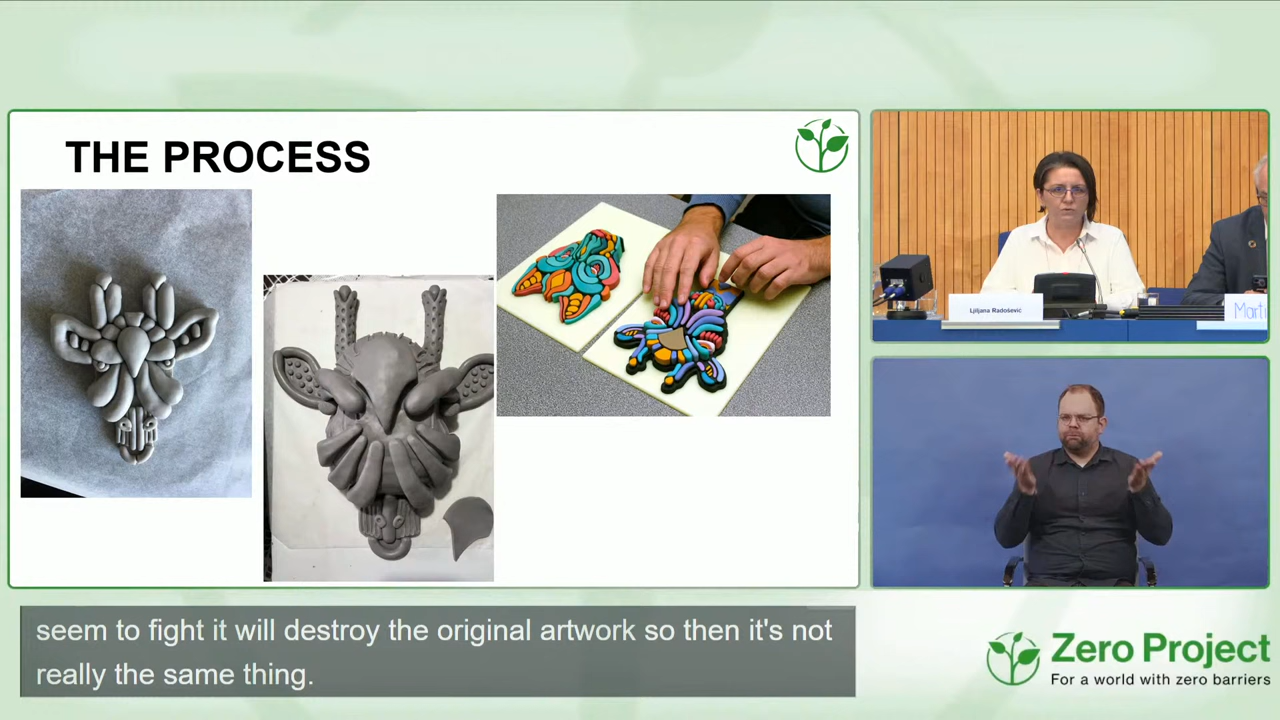 THE PROCESS
Ljiljana Radošević
Marti
seem to fight it will destroy the original artwork so then it's not
really the same thing.
Zero Project
For a world with zero barriers